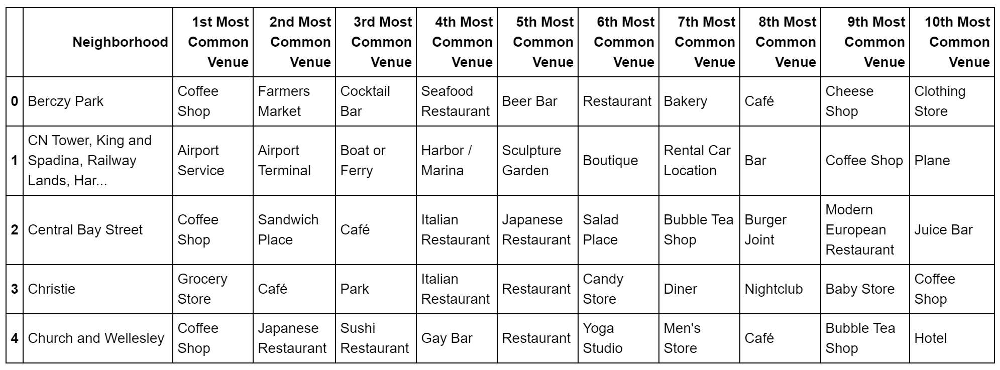 Neighborhood 1st Most Common Venue 2nd Most Common Venue 3rd Most Common Venue 4th Most Common Venue 5th Most Common Venue 6th Most Common Venue 7th Most Common Venue 8th Most Common Venue 9th Most Common Venue 10th Most Common Venue
0 Berczy Park Coffee Shop Farmers Market Cocktail Bar Seafood Restaurant Beer Bar Restaurant Bakery Café Cheese Shop Clothing Store
1 CN Tower, King and Spadina, Railway Lands, Har... Airport Service Airport Terminal Boat or Ferry Harbor / Marina Sculpture Garden Boutique Rental Car Location Bar Coffee Shop Plane
2 Central Bay Street Coffee Shop Sandwich Place Café Italian Restaurant Japanese Restaurant Salad Place Bubble Tea Shop Burger Joint Modern European Restaurant Juice Bar
3 Christie Grocery Store Café Park Italian Restaurant Restaurant Candy Store Diner Nightclub Baby Store Coffee Shop
4 Church and Wellesley Coffee Shop Japanese Restaurant Sushi Restaurant Gay Bar Restaurant Yoga Studio Men's Store Café Bubble Tea Shop Hotel